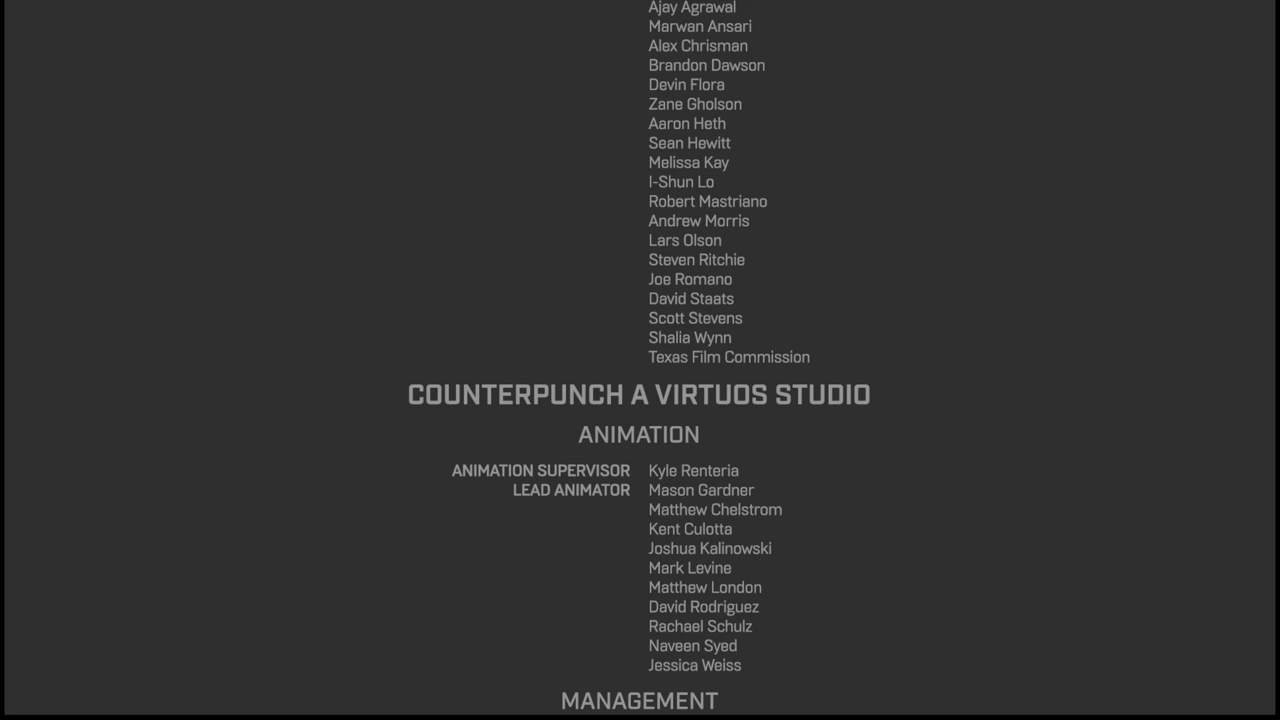 Ajay Agrawal
Marwan Ansari
Alex Chrisman
Brandon Dawson
Devin Flora
Zane Gholson
Aaron Heth
Sean Hewitt
Melissa Kay
I-Shun Lo
Robert Mastriano
Andrew Morris
Lars Olson
Steven Ritchie
Joe Romano
David Staats
Scott Stevens
Shalia Wynn
Texas Film Commission
COUNTERPUNCH A VIRTUOS STUDIO
ANIMATION
ANIMATION SUPERVISOR Kyle Renteria
LEAD ANIMATOR Mason Gardner
Matthew Chelstrom
Kent Culotta
Joshua Kalinowski
Mark Levine
Matthew London
David Rodriguez
Rachael Schulz
Naveen Syed
Jessica Weiss
MANAGEMENT